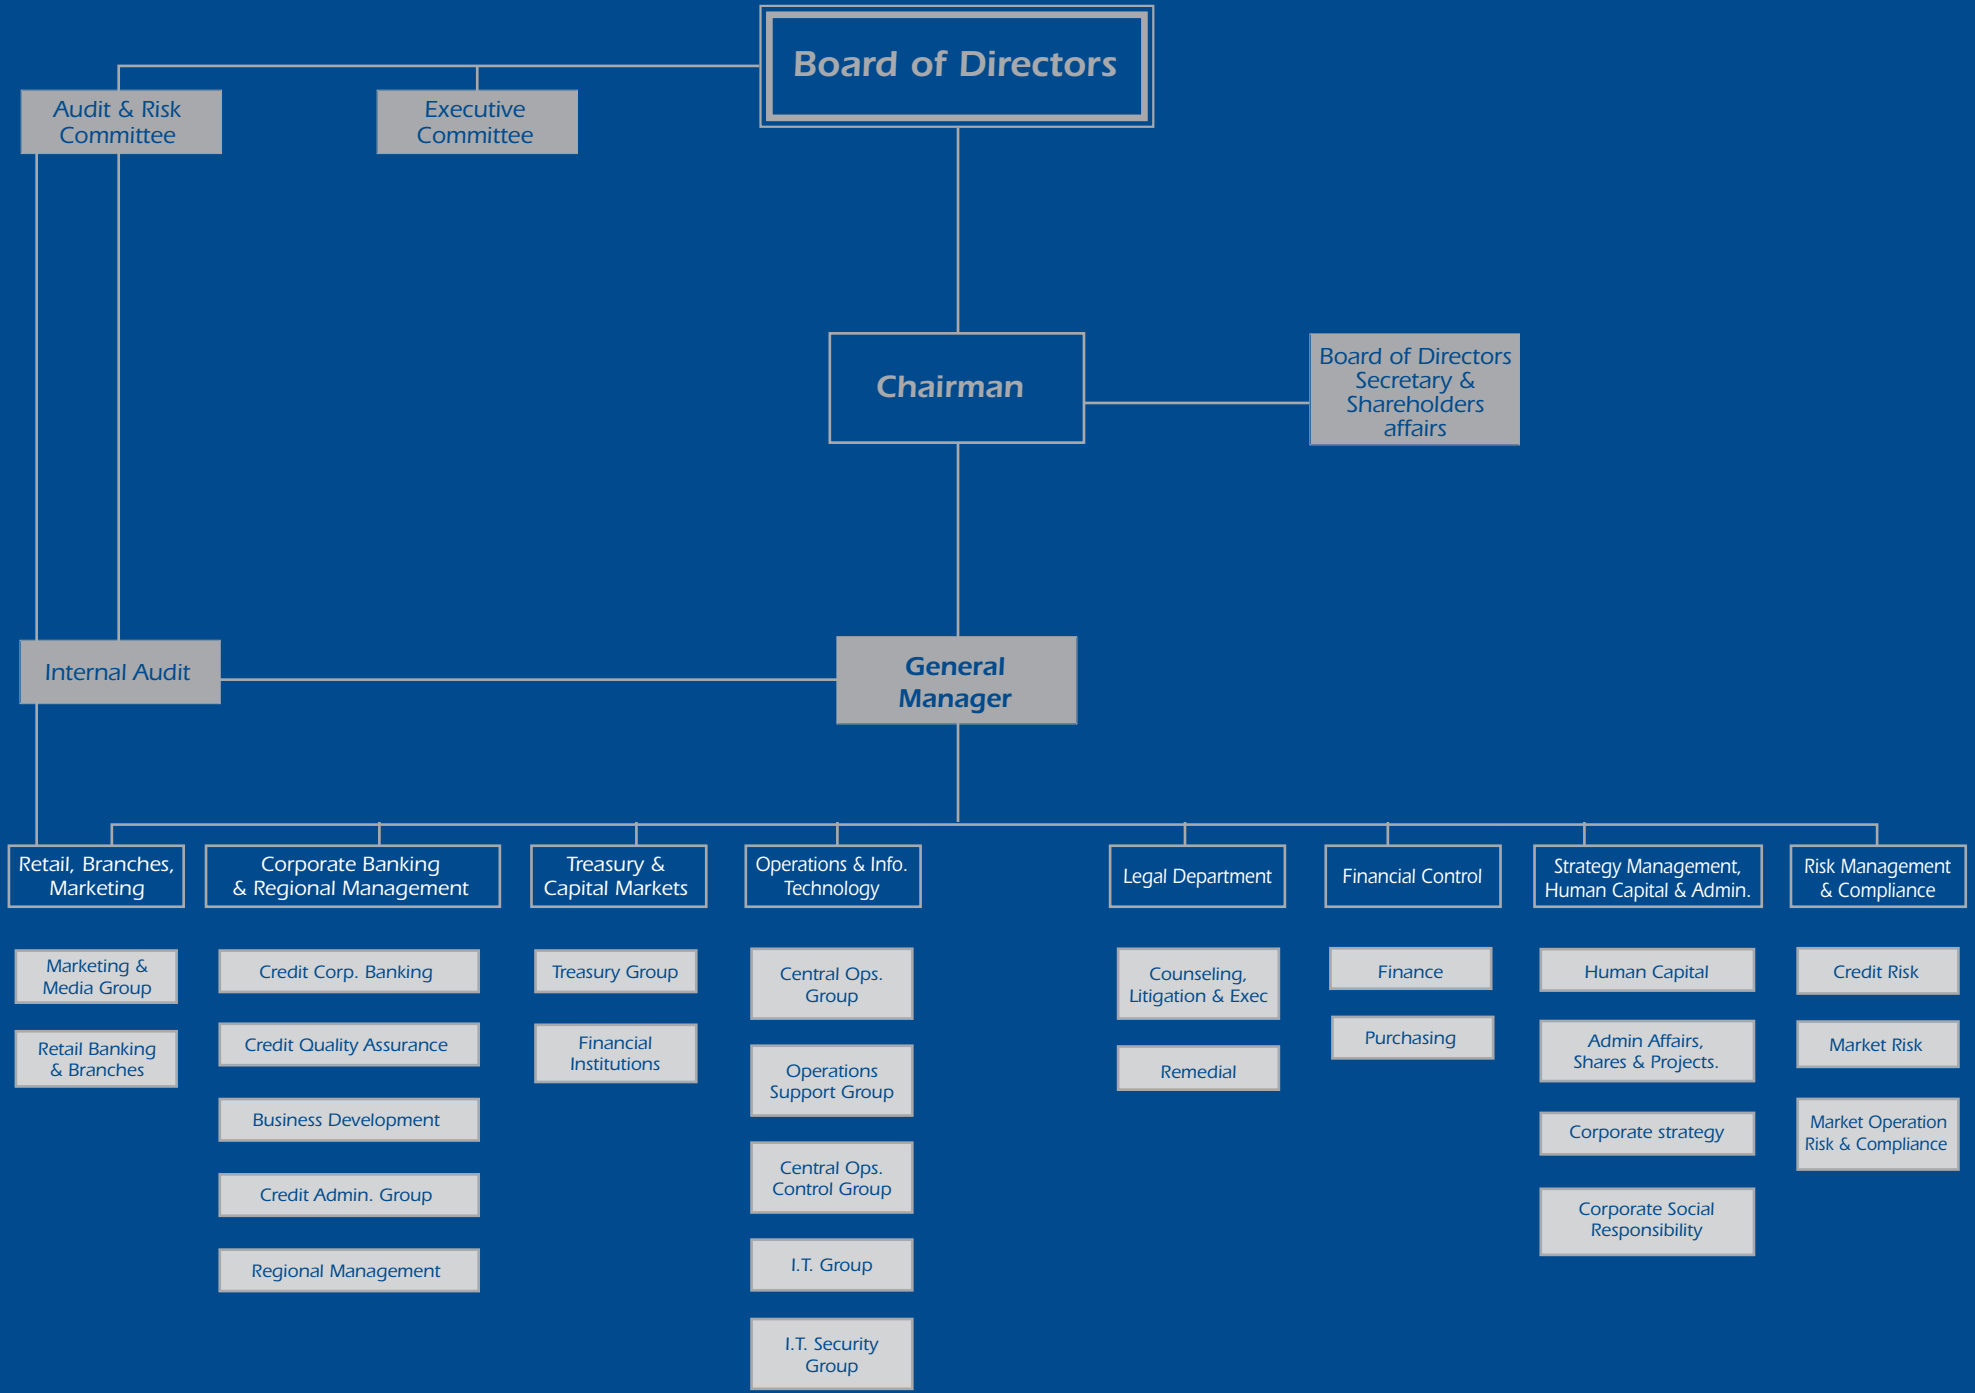 Board of Directors
Audit & Risk
Committee
Executive
Committee
Chairman
Board of Directors
Secretary &
Shareholders
affairs
Internal Audit
General
Manager
Retail, Branches,
Marketing
Corporate Banking
& Regional Management
Treasury &
Capital Markets
Operations & Info.
Technology
Legal Department
Financial Control
Strategy Management,
Human Capital & Admin.
Risk Management
& Compliance
Marketing &
Media Group
Retail Banking
& Branches
Credit Corp. Banking
Credit Quality Assurance
Business Development
Credit Admin. Group
Regional Management
Treasury Group
Financial
Institutions
Central Ops.
Group
Operations
Support Group
Central Ops.
Control Group
I.T. Group
I.T. Security
Group
Counseling,
Litigation & Exec
Remedial
Finance
Purchasing
Human Capital
Admin Affairs,
Shares & Projects.
Corporate strategy
Corporate Social
Responsibility
Credit Risk
Market Risk
Market Operation
Risk & Compliance